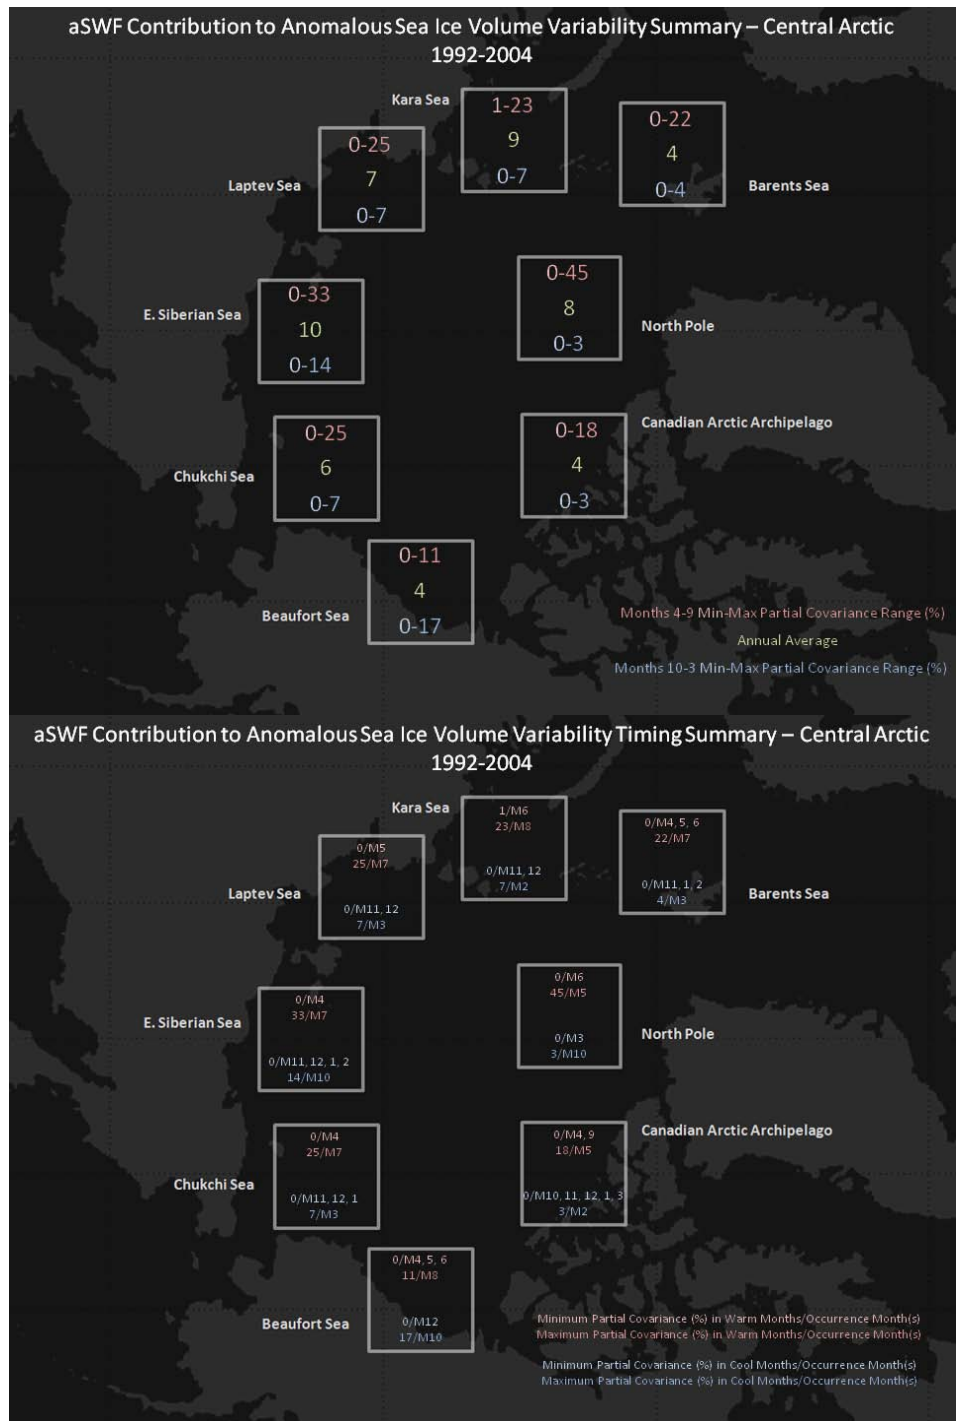 aSWF Contribution to Anomalous Sea Ice Volume Variability Summary – Central Arctic
1992-2004
Kara Sea
1-23
9
0-7
0-22
4
0-4
Barents Sea
0-25
7
0-7
Laptev Sea
0-33
10
0-14
E. Siberian Sea
0-45
8
0-3
North Pole
0-25
6
0-7
Chukchi Sea
0-18
4
0-3
Canadian Arctic Archipelago
0-11
4
0-17
Beaufort Sea
Months 4-9 Min-Max Partial Covariance Range (%)
Annual Average
Months 10-3 Min-Max Partial Covariance Range (%)
aSWF Contribution to Anomalous Sea Ice Volume Variability Timing Summary – Central Arctic
1992-2004
Kara Sea
1/M6
23/M8
0/M11, 12
7/M2
0/M4, 5, 6
22/M7
0/M11, 1, 2
4/M3
Barents Sea
0/M5
25/M7
0/M11, 12
7/M3
Laptev Sea
0/M4
33/M7
0/M11, 12, 1, 2
14/M10
E. Siberian Sea
0/M6
45/M5
0/M3
3/M10
North Pole
0/M4
25/M7
0/M11, 12, 1
7/M3
Chukchi Sea
0/M4, 9
18/M5
0/M10, 11, 12, 1, 3
3/M2
Canadian Arctic Archipelago
0/M4, 5, 6
11/M8
0/M12
17/M10
Beaufort Sea
Minimum Partial Covariance (%) in Warm Months/Occurrence Month(s)
Maximum Partial Covariance (%) in Warm Months/Occurrence Month(s)
Minimum Partial Covariance (%) in Cool Months/Occurrence Month(s)
Maximum Partial Covariance (%) in Cool Months/Occurrence Month(s)